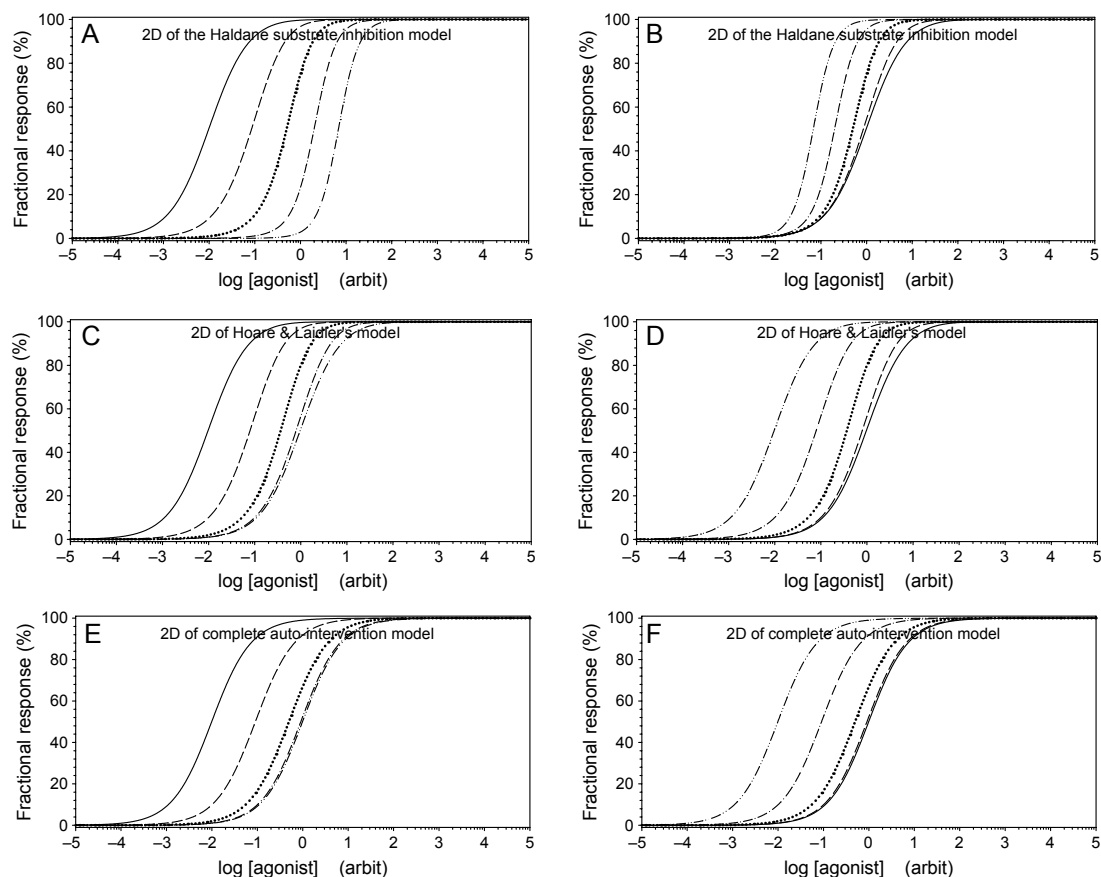 A
2D of the Haldane substrate inhibition model
Fractional response (%)
100
80
60
40
20
0
–5 –4 –3 –2 –1 0 1 2 3 4 5
log [agonist] (arbit)
B
2D of the Haldane substrate inhibition model
Fractional response (%)
100
80
60
40
20
0
–5 –4 –3 –2 –1 0 1 2 3 4 5
log [agonist] (arbit)
C
2D of Hoare & Laidler's model
Fractional response (%)
100
80
60
40
20
0
–5 –4 –3 –2 –1 0 1 2 3 4 5
log [agonist] (arbit)
D
2D of Hoare & Laidler's model
Fractional response (%)
100
80
60
40
20
0
–5 –4 –3 –2 –1 0 1 2 3 4 5
log [agonist] (arbit)
E
2D of complete auto-intervention model
Fractional response (%)
100
80
60
40
20
0
–5 –4 –3 –2 –1 0 1 2 3 4 5
log [agonist] (arbit)
F
2D of complete auto-intervention model
Fractional response (%)
100
80
60
40
20
0
–5 –4 –3 –2 –1 0 1 2 3 4 5
log [agonist] (arbit)